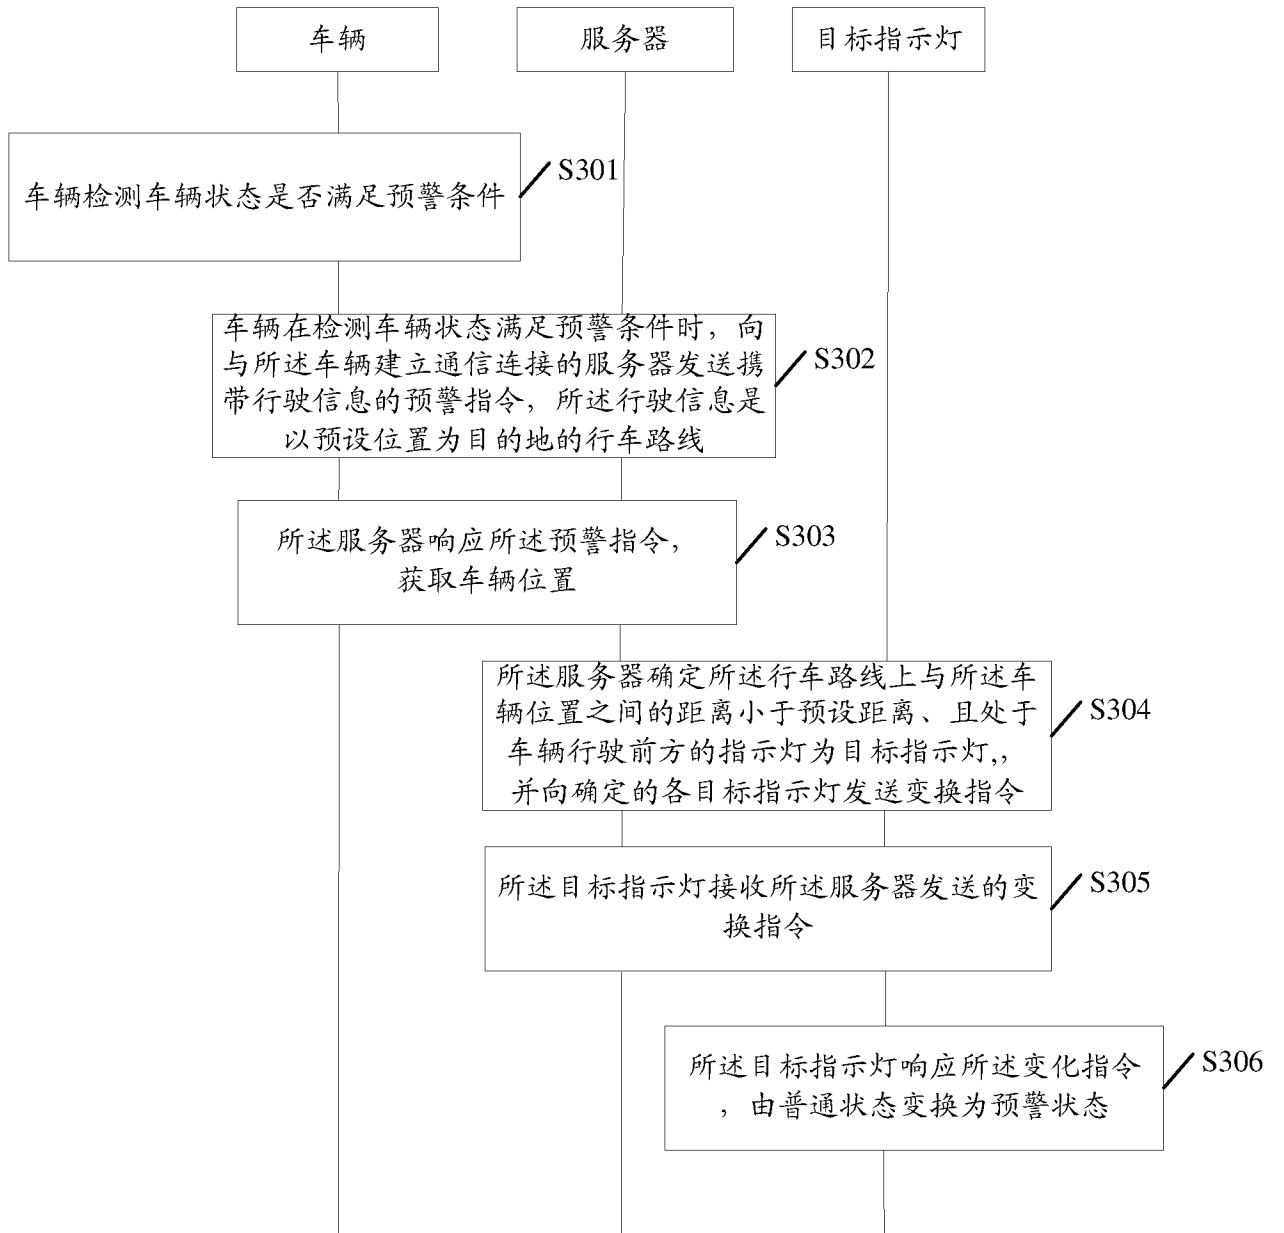 车辆
服务器
目标指示灯
车辆检测车辆状态是否满足预警条件
S301
车辆在检测车辆状态满足预警条件时，向
与所述车辆建立通信连接的服务器发送携
带行驶信息的预警指令，所述行驶信息是
以预设位置为目的地的行车路线
S302
所述服务器响应所述预警指令，
获取车辆位置
S303
所述服务器确定所述行车路线上与所述车
辆位置之间的距离小于预设距离、且处于
车辆行驶前方的指示灯为目标指示灯,，
并向确定的各目标指示灯发送变换指令
S304
所述目标指示灯接收所述服务器发送的变
换指令
S305
所述目标指示灯响应所述变化指令
，由普通状态变换为预警状态
S306